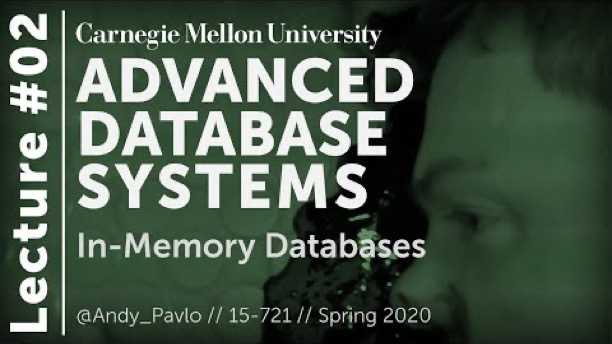 Lecture #02
Carnegie Mellon University
ADVANCED
DATABASE
SYSTEMS
In-Memory Databases
@Andy_Pavlo // 15-721 // Spring 2020